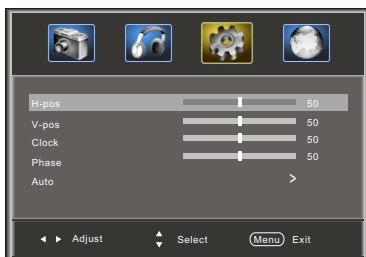 H-pos 50
V-pos 50
Clock 50
Phase 50
Auto >
Adjust Select Menu Exit